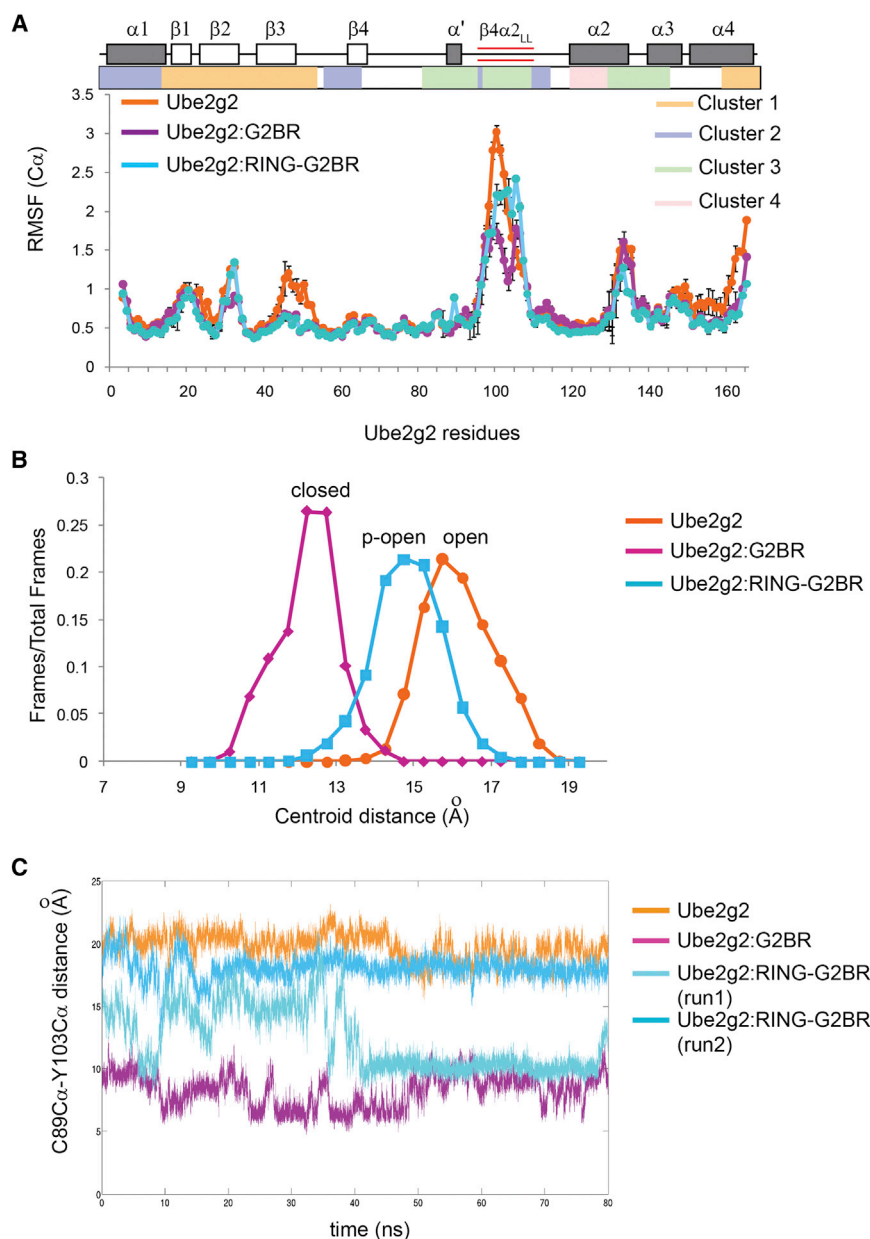 A
α1 β1 β2 β3 β4 α' β4α2LL α2 α3 α4
Ube2g2
Ube2g2:G2BR
Ube2g2:RING-G2BR
Cluster 1
Cluster 2
Cluster 3
Cluster 4
RMSF (Cα)
3.5
3
2.5
2
1.5
1
0.5
0
0 20 40 60 80 100 120 140 160
Ube2g2 residues
B
closed
p-open
open
Ube2g2
Ube2g2:G2BR
Ube2g2:RING-G2BR
Frames/Total Frames
0.3
0.25
0.2
0.15
0.1
0.05
0
7 9 11 13 15 17 19
Centroid distance (Å)
C
C89Cα-Y103Cα distance (Å)
25
20
15
10
5
0
0 10 20 30 40 50 60 70 80
time (ns)
Ube2g2
Ube2g2:G2BR
Ube2g2:RING-G2BR
(run1)
Ube2g2:RING-G2BR
(run2)